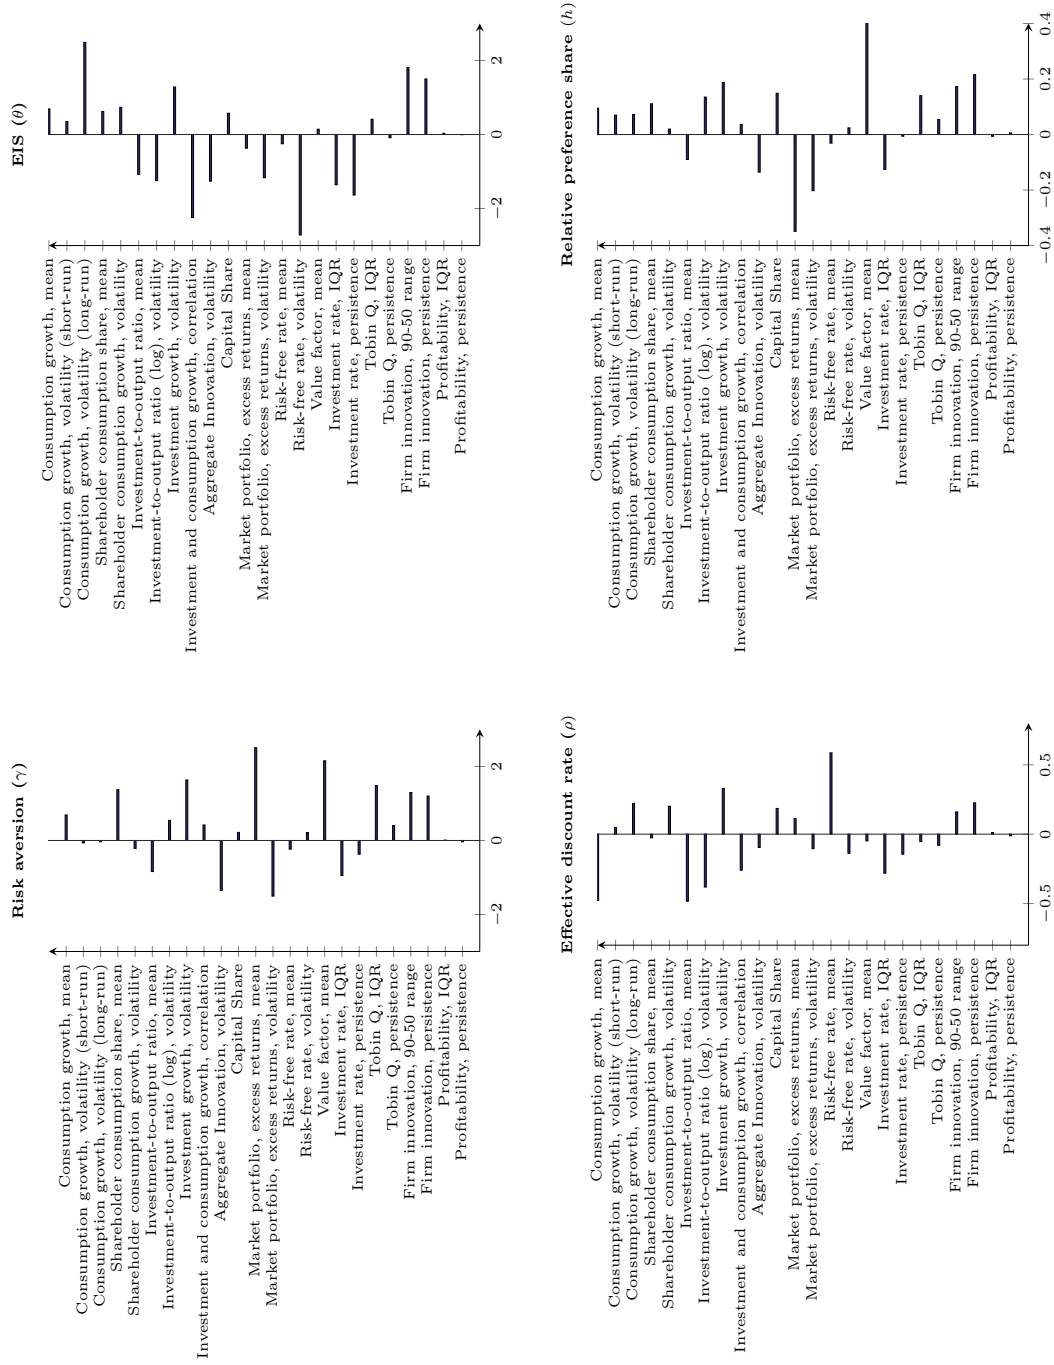 Risk aversion (γ)
Consumption growth, mean
Consumption growth, volatility (short-run)
Consumption growth, volatility (long-run)
Shareholder consumption share, mean
Shareholder consumption growth, volatility
Investment-to-output ratio, mean
Investment-to-output ratio (log), volatility
Investment growth, volatility
Investment and consumption growth, correlation
Aggregate Innovation, volatility
Capital Share
Market portfolio, excess returns, mean
Market portfolio, excess returns, volatility
Risk-free rate, mean
Risk-free rate, volatility
Value factor, mean
Investment rate, IQR
Investment rate, persistence
Tobin Q, IQR
Tobin Q, persistence
Firm innovation, 90-50 range
Firm innovation, persistence
Profitability, IQR
Profitability, persistence
−2 0 2
EIS (θ)
Consumption growth, mean
Consumption growth, volatility (short-run)
Consumption growth, volatility (long-run)
Shareholder consumption share, mean
Shareholder consumption growth, volatility
Investment-to-output ratio, mean
Investment-to-output ratio (log), volatility
Investment growth, volatility
Investment and consumption growth, correlation
Aggregate Innovation, volatility
Capital Share
Market portfolio, excess returns, mean
Market portfolio, excess returns, volatility
Risk-free rate, mean
Risk-free rate, volatility
Value factor, mean
Investment rate, IQR
Investment rate, persistence
Tobin Q, IQR
Tobin Q, persistence
Firm innovation, 90-50 range
Firm innovation, persistence
Profitability, IQR
Profitability, persistence
−2 0 2
Effective discount rate (ρ)
Consumption growth, mean
Consumption growth, volatility (short-run)
Consumption growth, volatility (long-run)
Shareholder consumption share, mean
Shareholder consumption growth, volatility
Investment-to-output ratio, mean
Investment-to-output ratio (log), volatility
Investment growth, volatility
Investment and consumption growth, correlation
Aggregate Innovation, volatility
Capital Share
Market portfolio, excess returns, mean
Market portfolio, excess returns, volatility
Risk-free rate, mean
Risk-free rate, volatility
Value factor, mean
Investment rate, IQR
Investment rate, persistence
Tobin Q, IQR
Tobin Q, persistence
Firm innovation, 90-50 range
Firm innovation, persistence
Profitability, IQR
Profitability, persistence
−0.5 0 0.5
Relative preference share (h)
Consumption growth, mean
Consumption growth, volatility (short-run)
Consumption growth, volatility (long-run)
Shareholder consumption share, mean
Shareholder consumption growth, volatility
Investment-to-output ratio, mean
Investment-to-output ratio (log), volatility
Investment growth, volatility
Investment and consumption growth, correlation
Aggregate Innovation, volatility
Capital Share
Market portfolio, excess returns, mean
Market portfolio, excess returns, volatility
Risk-free rate, mean
Risk-free rate, volatility
Value factor, mean
Investment rate, IQR
Investment rate, persistence
Tobin Q, IQR
Tobin Q, persistence
Firm innovation, 90-50 range
Firm innovation, persistence
Profitability, IQR
Profitability, persistence
−0.4 −0.2 0 0.2 0.4